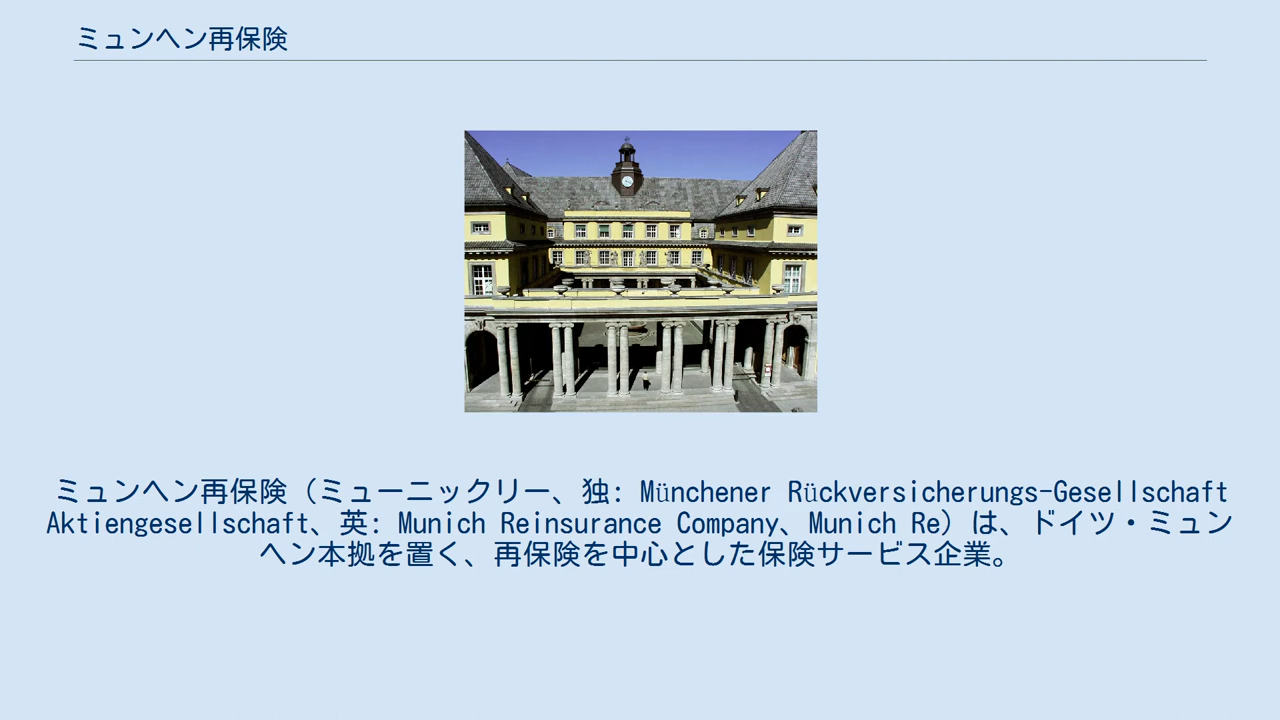 ミュンヘン再保険
ミュンヘン再保険（ミューニックリー、独: Münchener Rückversicherungs-Gesellschaft
Aktiengesellschaft、英: Munich Reinsurance Company、Munich Re）は、ドイツ・ミュン
ヘン本拠を置く、再保険を中心とした保険サービス企業。